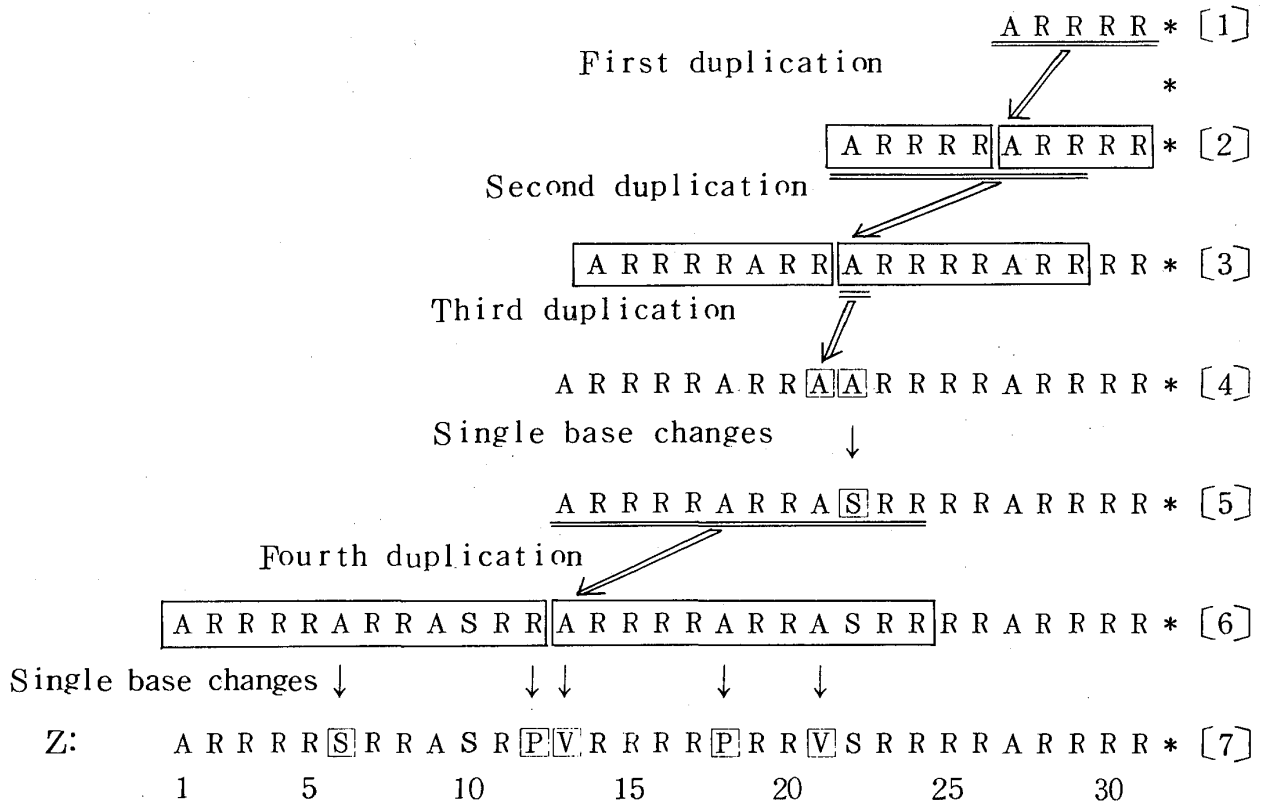 A R R R R * [1]
First duplication
*
A R R R R A R R R R * [2]
Second duplication
A R R R R A R R A R R R R A R R R R * [3]
Third duplication
A R R R R A R R A A R R R R A R R R R * [4]
Single base changes ↓
A R R R R A R R A S R R R R A R R R R * [5]
Fourth duplication
A R R R R A R R A S R R A R R R R A R R A S R R R R A R R R R * [6]
Single base changes ↓ ↓ ↓ ↓ ↓
Z: A R R R R S R R A S R P V R R R R P R R V S R R R R A R R R R * [7]
1 5 10 15 20 25 30